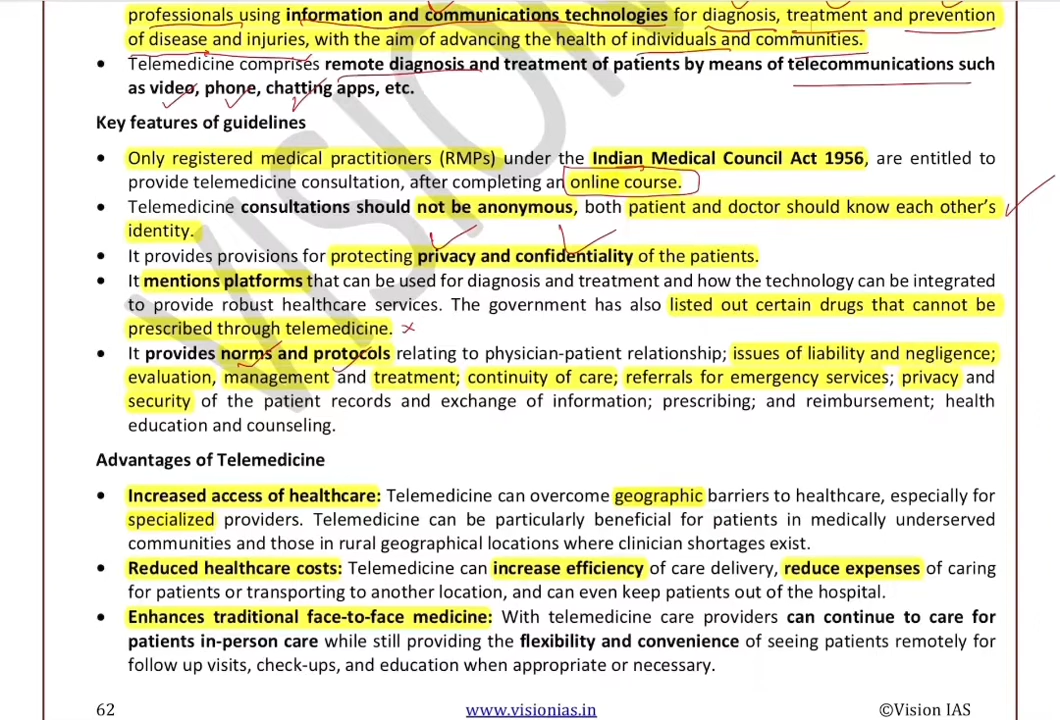 professionals using information and communications technologies for diagnosis, treatment and prevention
of disease and injuries, with the aim of advancing the health of individuals and communities.
• Telemedicine comprises remote diagnosis and treatment of patients by means of telecommunications such
as video, phone, chatting apps, etc.
Key features of guidelines
• Only registered medical practitioners (RMPs) under the Indian Medical Council Act 1956, are entitled to
provide telemedicine consultation, after completing an online course.
• Telemedicine consultations should not be anonymous, both patient and doctor should know each other's
identity.
• It provides provisions for protecting privacy and confidentiality of the patients.
• It mentions platforms that can be used for diagnosis and treatment and how the technology can be integrated
to provide robust healthcare services. The government has also listed out certain drugs that cannot be
prescribed through telemedicine.
• It provides norms and protocols relating to physician-patient relationship; issues of liability and negligence;
evaluation, management and treatment; continuity of care; referrals for emergency services; privacy and
security of the patient records and exchange of information; prescribing; and reimbursement; health
education and counseling.
Advantages of Telemedicine
• Increased access of healthcare: Telemedicine can overcome geographic barriers to healthcare, especially for
specialized providers. Telemedicine can be particularly beneficial for patients in medically underserved
communities and those in rural geographical locations where clinician shortages exist.
• Reduced healthcare costs: Telemedicine can increase efficiency of care delivery, reduce expenses of caring
for patients or transporting to another location, and can even keep patients out of the hospital.
• Enhances traditional face-to-face medicine: With telemedicine care providers can continue to care for
patients in-person care while still providing the flexibility and convenience of seeing patients remotely for
follow up visits, check-ups, and education when appropriate or necessary.
62 www.visionias.in ©Vision IAS